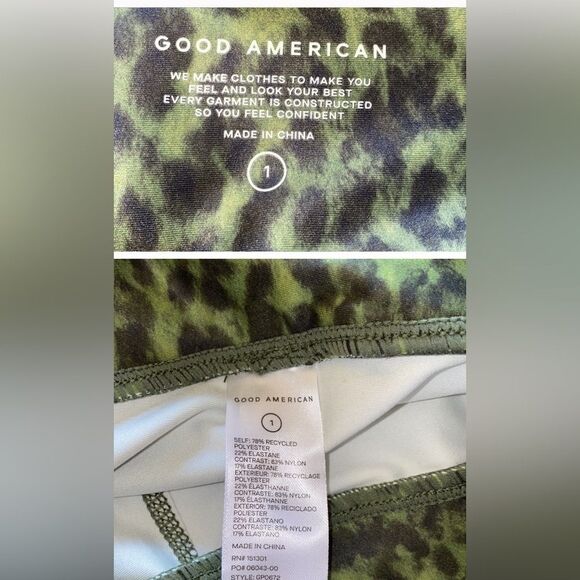 GOOD AMERICAN
WE MAKE CLOTHES TO MAKE YOU
FEEL AND LOOK YOUR BEST
EVERY GARMENT IS CONSTRUCTED
SO YOU FEEL CONFIDENT
MADE IN CHINA
1
GOOD AMERICAN
1
SELF: 78% RECYCLED
POLYESTER
22% ELASTANE
CONTRAST: 83% NYLON
17% ELASTANE
EXTERIEUR: 78% RECYCLAGE
POLYESTER
22% ÉLASTHANNE
CONTRASTE: 83% NYLON
17% ÉLASTHANNE
EXTERIOR: 78% RECICLADO
POLIESTER
22% ELASTANO
CONTRASTE: 83% NYLON
17% ELASTANO
MADE IN CHINA
RN# 151301
PO# 06043-00
STYLE: GP0672